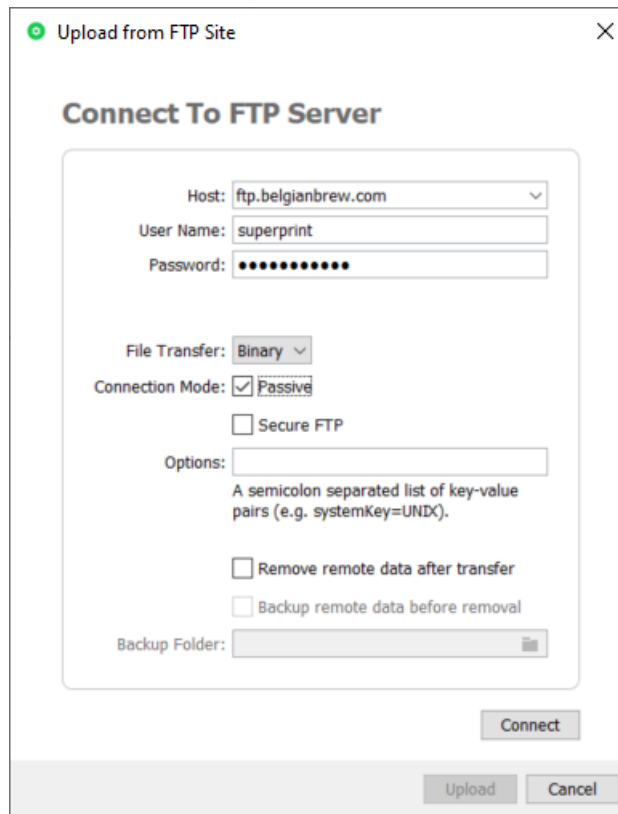 Upload from FTP Site
Connect To FTP Server
Host: ftp.belgianbrew.com
User Name: superprint
Password: ●●●●●●●●●●●
File Transfer: Binary
Connection Mode: Passive
Secure FTP
Options:
A semicolon separated list of key-value
pairs (e.g. systemKey=UNIX).
Remove remote data after transfer
Backup remote data before removal
Backup Folder:
Connect
Upload Cancel